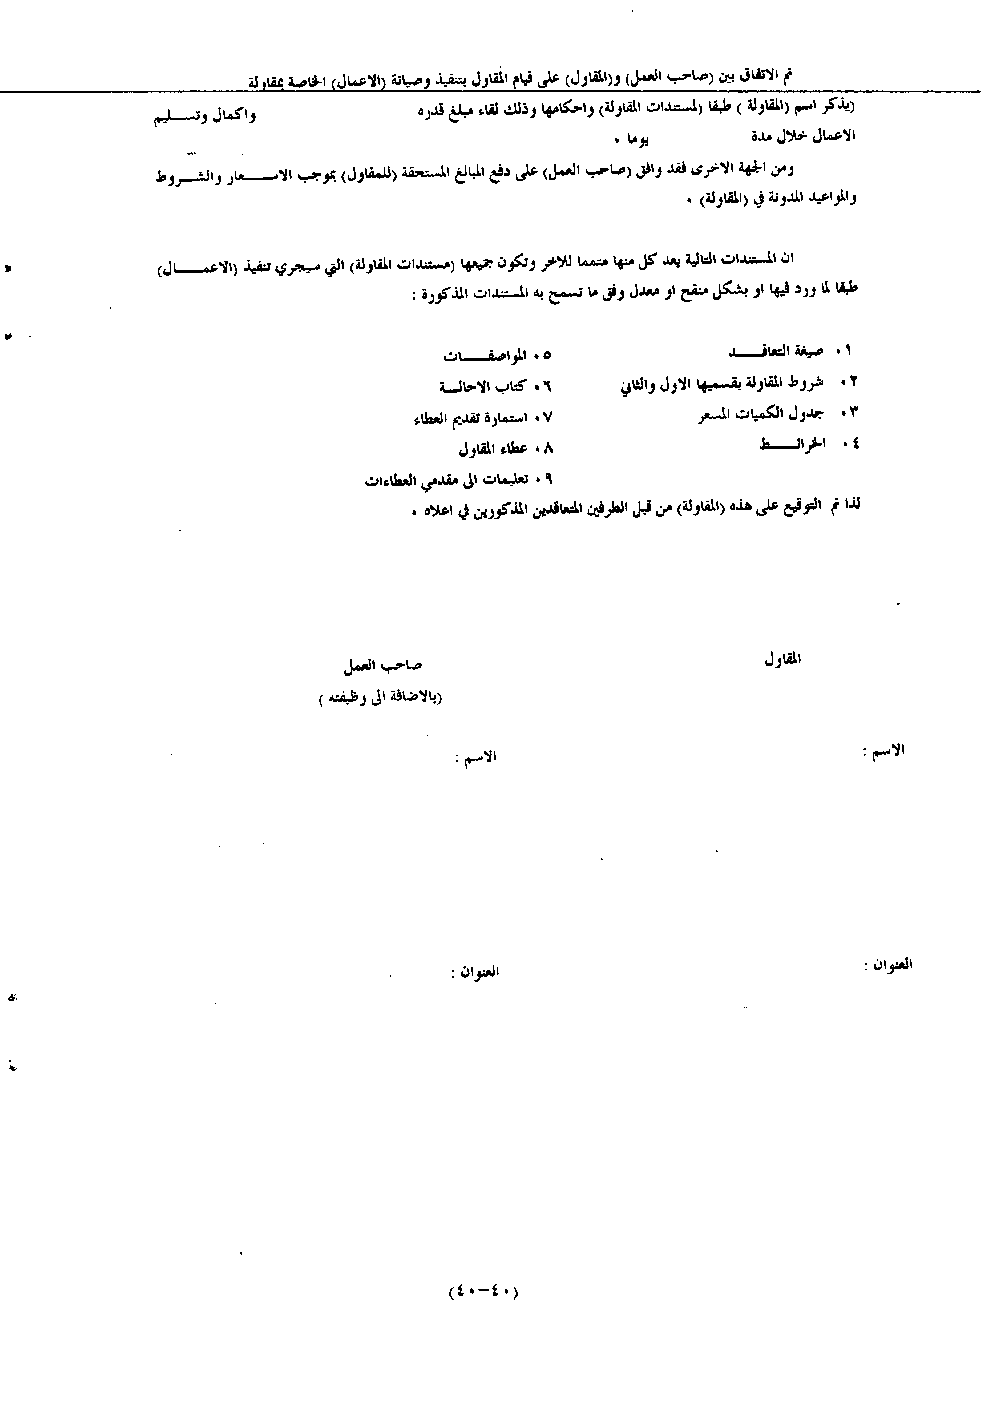 تم الاتفاق بين (صاحب العمل) و(المقاول) على قيام المقاول بتنفيذ وصيانة (الاعمال) الخاصة بمقاولة
(يذكر اسم (المقاولة) طبقا (لمستندات المقاولة) واحكامها وذلك لقاء مبلغ قدره واكمال وتسليم
الاعمال خلال مدة يوما ٠
ومن الجهة الاخرى فقد وافق (صاحب العمل) على دفع المبالغ المستحقة (للمقاول) بموجب الاسعار والشروط
والمواعيد المدونة في (المقاولة) ٠
ان المستندات التالية يعد كل منها متمما للاخر وتكون جميعها (مستندات المقاولة) التي سيجري تنفيذ (الاعمال)
طبقا لما ورد فيها او بشكل منقح او معدل وفق ما تسمح به المستندات المذكورة :
٠١ صيغة التعاقد
٠٢ شروط المقاولة بقسميها الاول والثاني
٠٣ جدول الكميات المسعر
٠٤ الخرائط
٠٥ المواصفات
٠٦ كتاب الاحالة
٠٧ استمارة تقديم العطاء
٠٨ عطاء المقاول
٠٩ تعليمات الى مقدمي العطاءات
لذا تم التوقيع على هذه (المقاولة) من قبل الطرفين المتعاقدين المذكورين في اعلاه ٠
المقاول
صاحب العمل
(بالاضافة الى وظيفته)
الاسم :
الاسم :
العنوان :
العنوان :
(٤٠-٤٠)